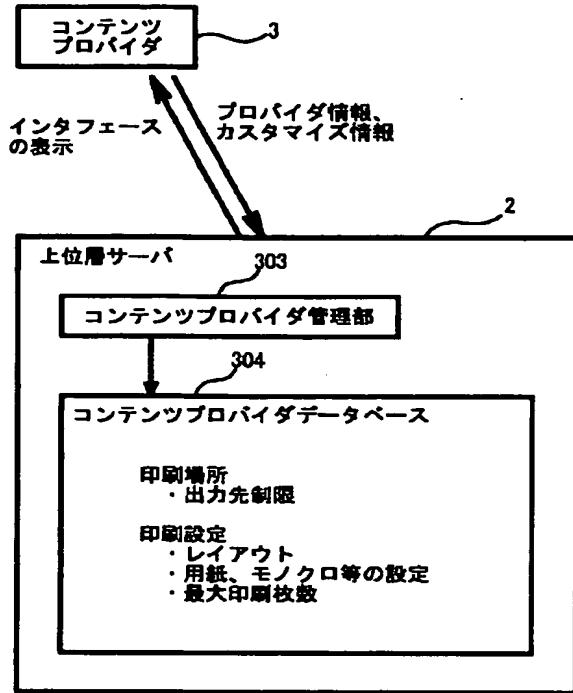 コンテンツ
プロバイダ
3
インタフェース
の表示
プロバイダ情報、
カスタマイズ情報
2
上位層サーバ
303
コンテンツプロバイダ管理部
304
コンテンツプロバイダデータベース
印刷場所
・出力先制限
印刷設定
・レイアウト
・用紙、モノクロ等の設定
・最大印刷枚数